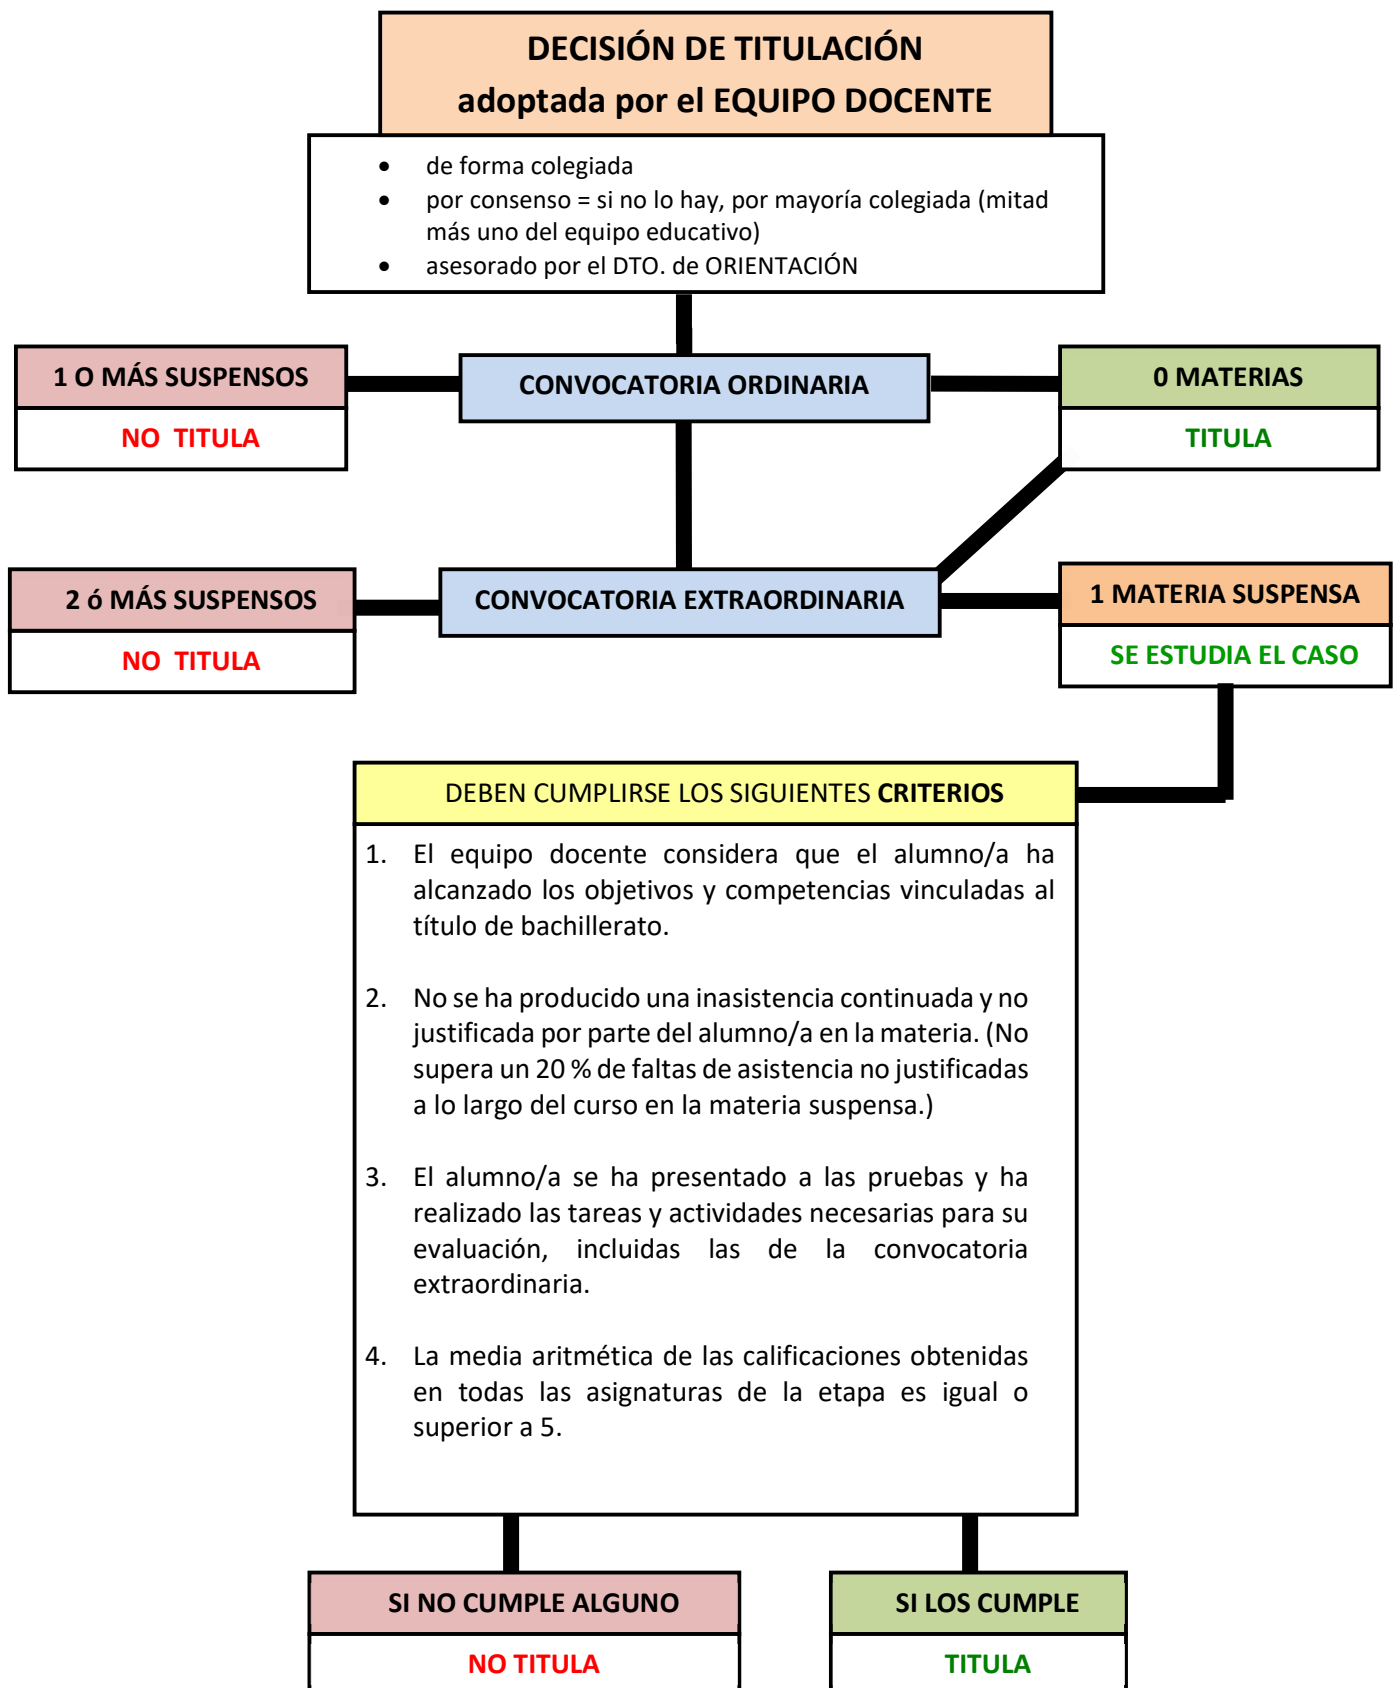 DECISIÓN DE TITULACIÓN
adoptada por el EQUIPO DOCENTE
• de forma colegiada
• por consenso = si no lo hay, por mayoría colegiada (mitad
más uno del equipo educativo)
• asesorado por el DTO. de ORIENTACIÓN
1 O MÁS SUSPENSOS
NO TITULA
CONVOCATORIA ORDINARIA
0 MATERIAS
TITULA
2 ó MÁS SUSPENSOS
NO TITULA
CONVOCATORIA EXTRAORDINARIA
1 MATERIA SUSPENSA
SE ESTUDIA EL CASO
DEBEN CUMPLIRSE LOS SIGUIENTES CRITERIOS
1. El equipo docente considera que el alumno/a ha
alcanzado los objetivos y competencias vinculadas al
título de bachillerato.
2. No se ha producido una inasistencia continuada y no
justificada por parte del alumno/a en la materia. (No
supera un 20 % de faltas de asistencia no justificadas
a lo largo del curso en la materia suspensa.)
3. El alumno/a se ha presentado a las pruebas y ha
realizado las tareas y actividades necesarias para su
evaluación, incluidas las de la convocatoria
extraordinaria.
4. La media aritmética de las calificaciones obtenidas
en todas las asignaturas de la etapa es igual o
superior a 5.
SI NO CUMPLE ALGUNO
NO TITULA
SI LOS CUMPLE
TITULA